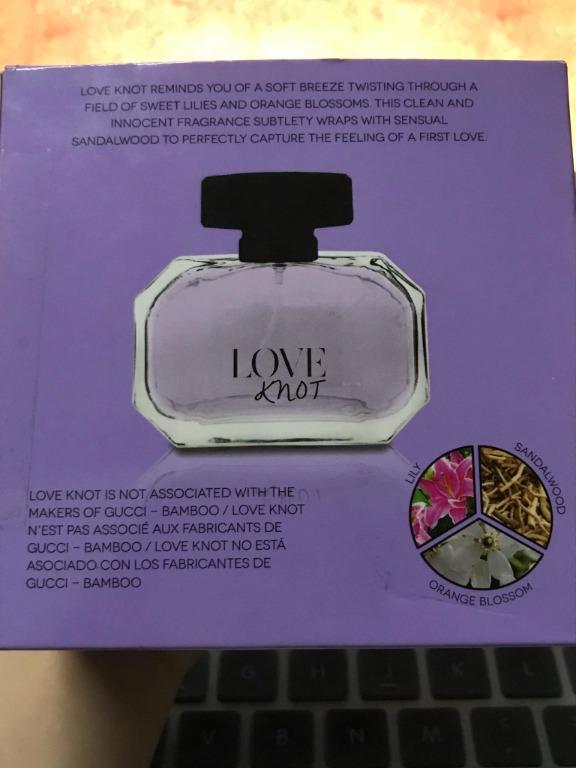 LOVE KNOT REMINDS YOU OF A SOFT BREEZE TWISTING THROUGH A
FIELD OF SWEET LILIES AND ORANGE BLOSSOMS. THIS CLEAN AND
INNOCENT FRAGRANCE SUBTLETY WRAPS WITH SENSUAL
SANDALWOOD TO PERFECTLY CAPTURE THE FEELING OF A FIRST LOVE.
LOVE
KNOT
LOVE KNOT IS NOT ASSOCIATED WITH THE
MAKERS OF GUCCI – BAMBOO / LOVE KNOT
N'EST PAS ASSOCIÉ AUX FABRICANTS DE
GUCCI – BAMBOO / LOVE KNOT NO ESTÁ
ASOCIADO CON LOS FABRICANTES DE
GUCCI – BAMBOO
LILY
SANDALWOOD
ORANGE BLOSSOM
G H J K L
V B N M